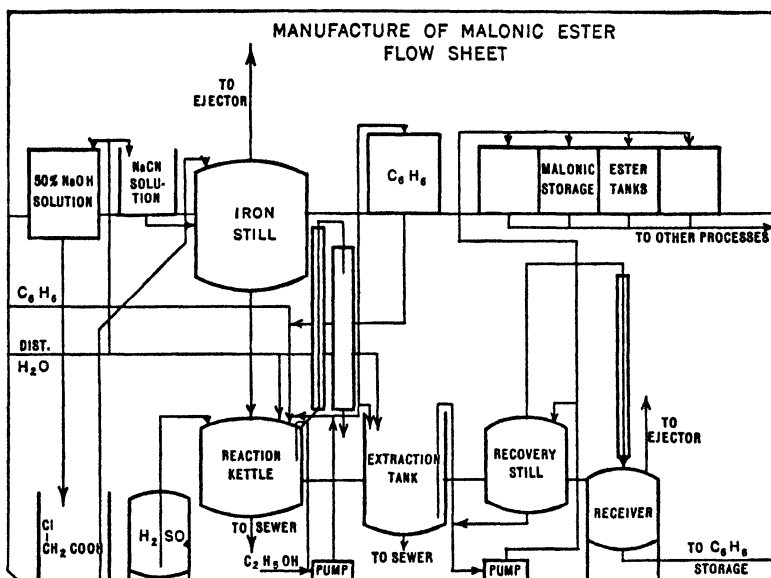 MANUFACTURE OF MALONIC ESTER
FLOW SHEET
TO
EJECTOR
50% NaOH
SOLUTION
NaCN
SOLU-
TION
IRON
STILL
C6H6
MALONIC
STORAGE
ESTER
TANKS
TO OTHER PROCESSES
C6H6
DIST.
H2O
REACTION
KETTLE
EXTRACTION
TANK
RECOVERY
STILL
TO
EJECTOR
RECEIVER
Cl
CH2COOH
H2SO4
TO SEWER
C2H5OH
PUMP
TO SEWER
PUMP
TO C6H6
STORAGE